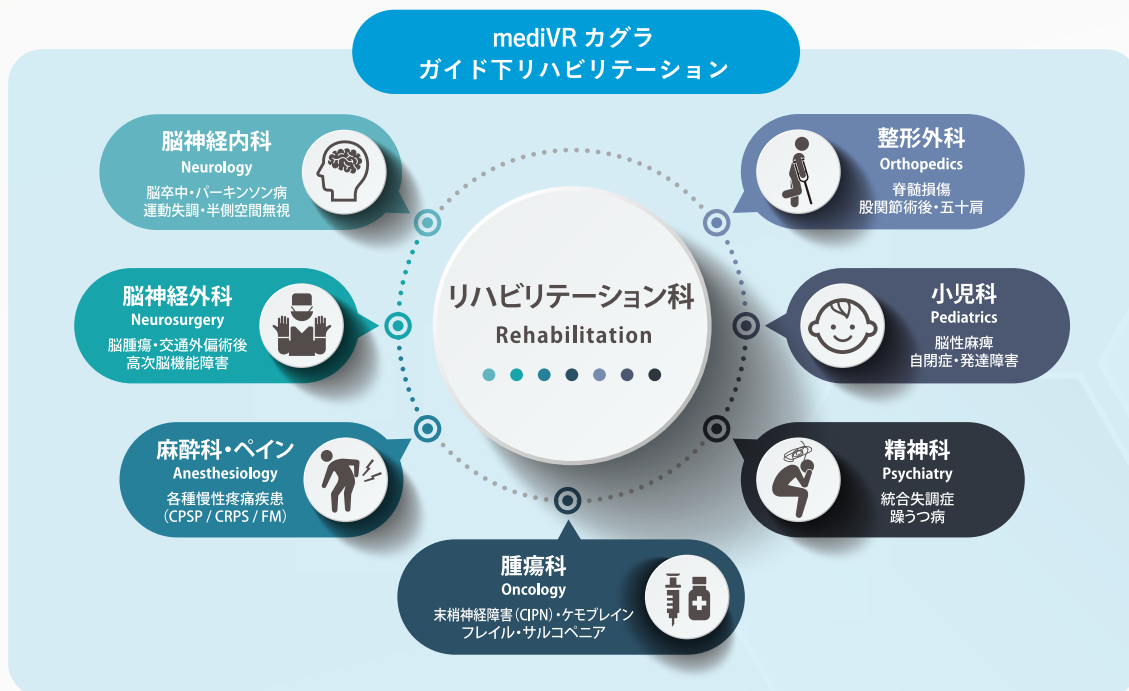 mediVR カグラ
ガイド下リハビリテーション
脳神経内科
Neurology
脳卒中・パーキンソン病
運動失調・半側空間無視
脳神経外科
Neurosurgery
脳腫瘍・交通外偏術後
高次脳機能障害
麻酔科・ペイン
Anesthesiology
各種慢性疼痛疾患
(CPSP / CRPS / FM)
リハビリテーション科
Rehabilitation
腫瘍科
Oncology
末梢神経障害(CIPN)・ケモブレイン
フレイル・サルコペニア
整形外科
Orthopedics
脊髄損傷
股関節術後・五十肩
小児科
Pediatrics
脳性麻痺
自閉症・発達障害
精神科
Psychiatry
統合失調症
躁うつ病